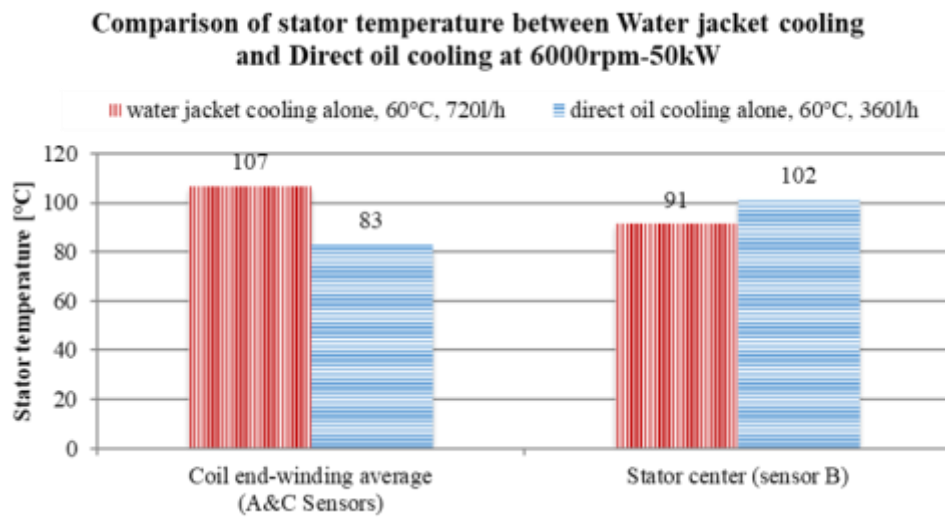 Comparison of stator temperature between Water jacket cooling
and Direct oil cooling at 6000rpm-50kW
water jacket cooling alone, 60°C, 720l/h
direct oil cooling alone, 60°C, 360l/h
Stator temperature [°C]
120
100
80
60
40
20
0
107
83
91
102
Coil end-winding average
(A&C Sensors)
Stator center (sensor B)